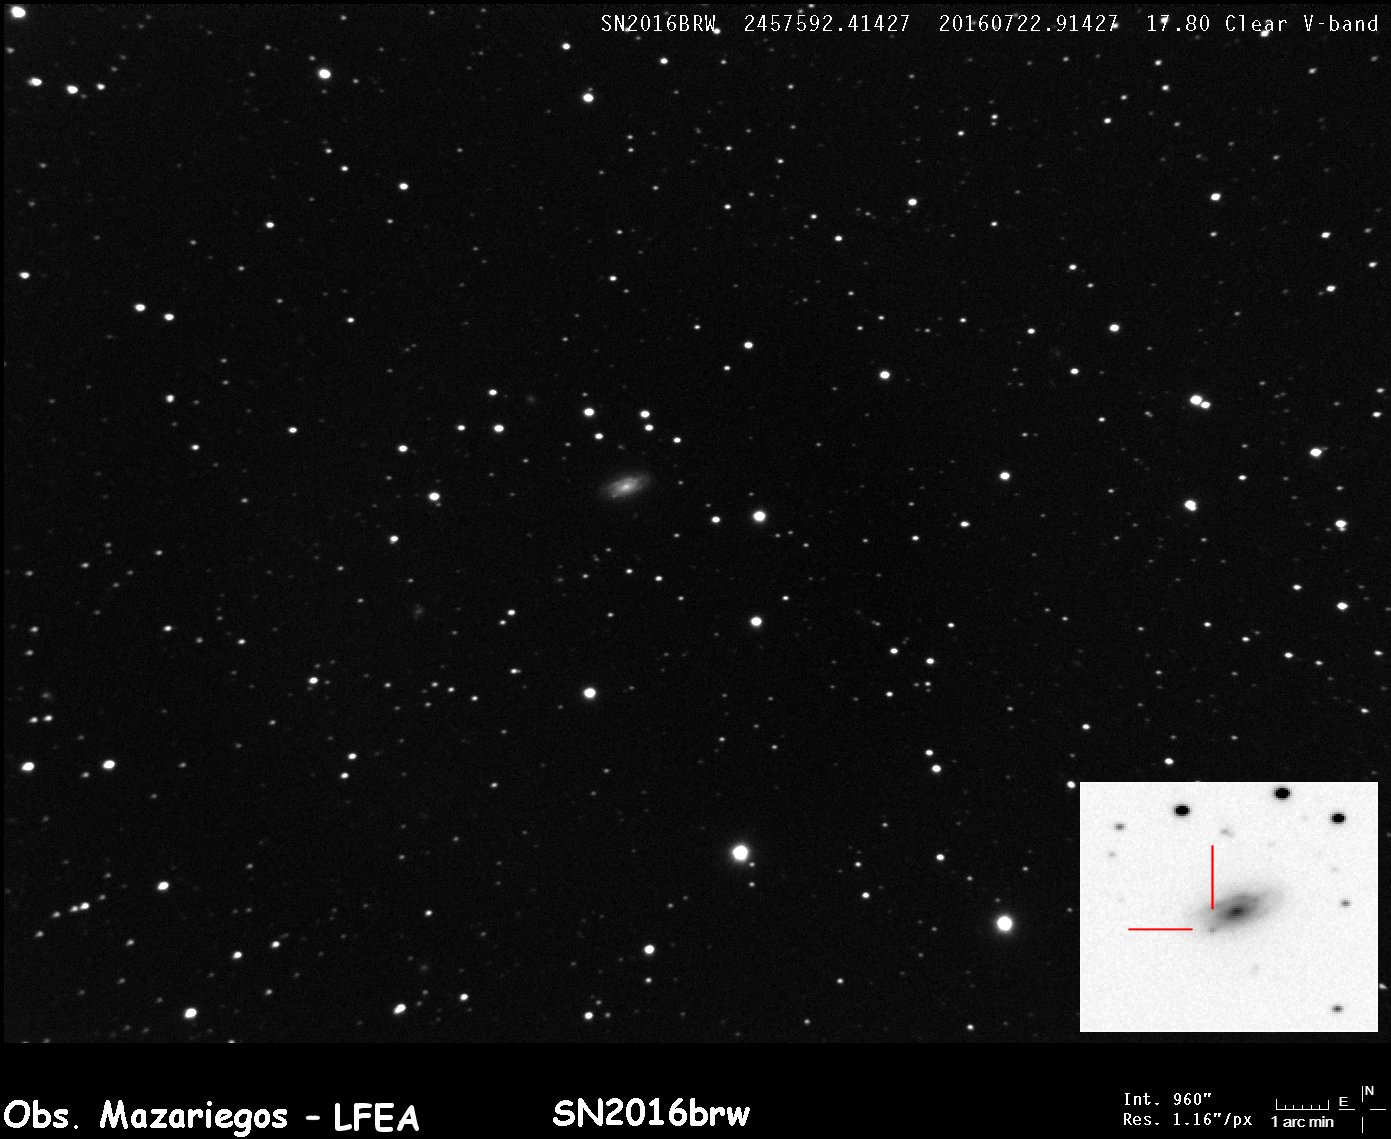 SN2016BRW 2457592.41427 20160722.91427 17.80 Clear V-band
Obs. Mazariegos - LFEA
SN2016brw
Int. 960"
Res. 1.16"/px
1 arc min
E
N